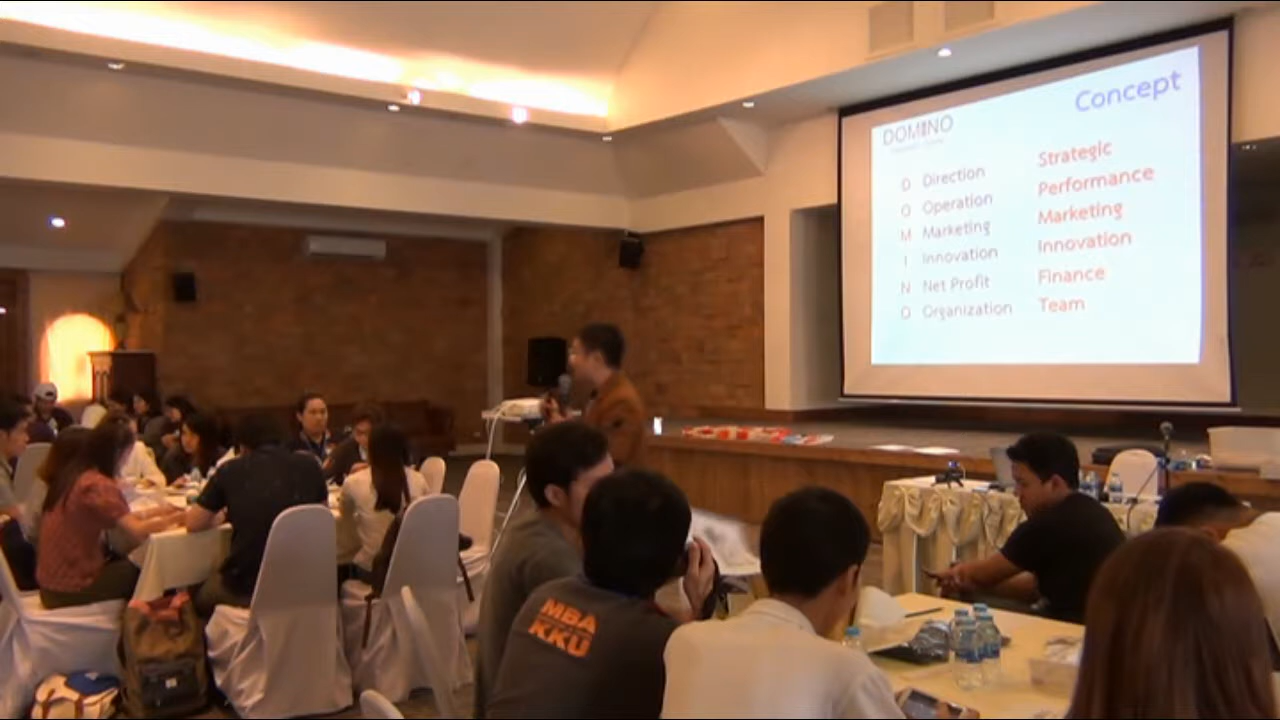 Concept
DOMINO
D Direction Strategic
O Operation Performance
M Marketing Marketing
I Innovation Innovation
N Net Profit Finance
O Organization Team
MBA
KKU